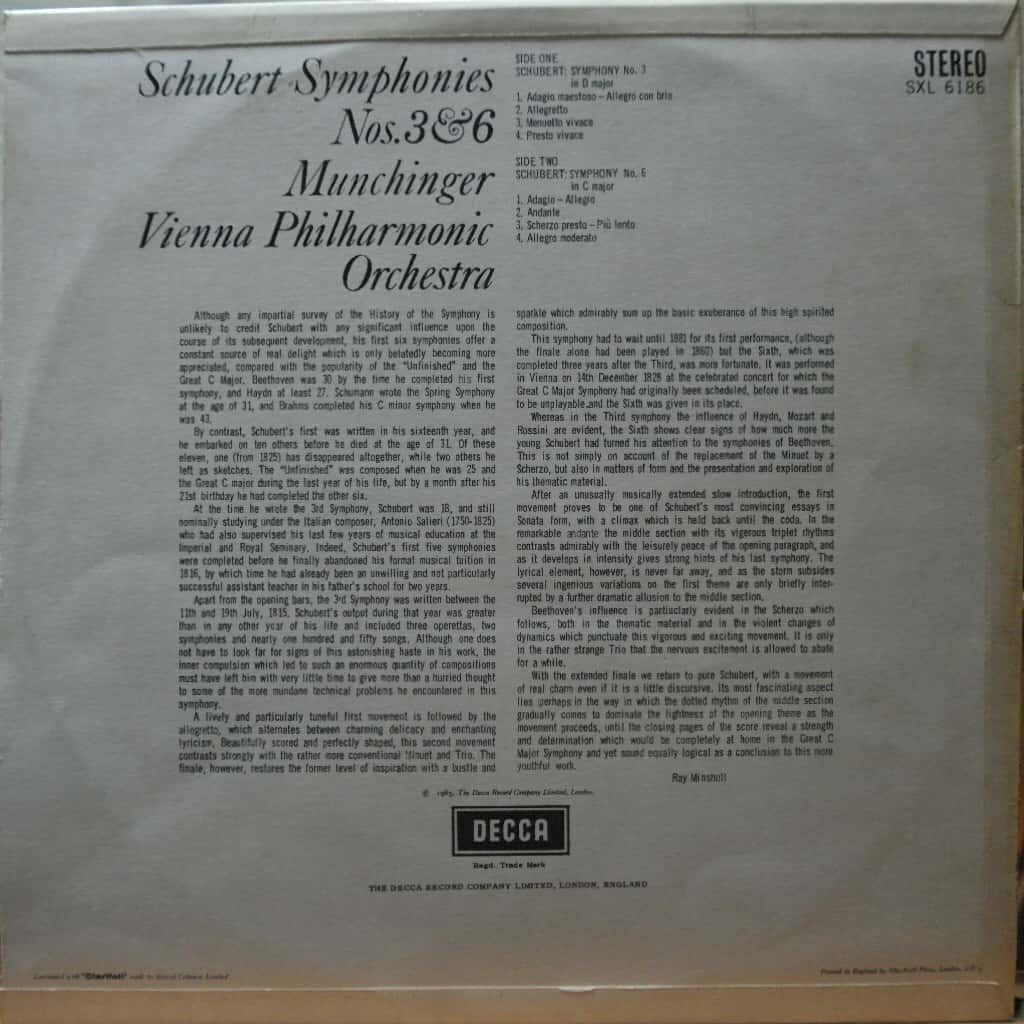 Schubert Symphonies
Nos.3&6
Munchinger
Vienna Philharmonic
Orchestra
SIDE ONE
SCHUBERT: SYMPHONY No. 3
in D major
1. Adagio maestoso – Allegro con brio
2. Allegretto
3. Menuetto vivace
4. Presto vivace
SIDE TWO
SCHUBERT: SYMPHONY No. 6
in C major
1. Adagio – Allegro
2. Andante
3. Scherzo presto – Più lento
4. Allegro moderato
STEREO
SXL 6186
Although any impartial survey of the History of the Symphony is
unlikely to credit Schubert with any significant influence upon the
course of its subsequent development, his first six symphonies offer a
constant source of real delight which is only belatedly becoming more
appreciated, compared with the popularity of the "Unfinished" and the
Great C Major. Beethoven was 30 by the time he completed his first
symphony, and Haydn at least 27. Schumann wrote the Spring Symphony
at the age of 31, and Brahms completed his C minor symphony when he
was 43.
By contrast, Schubert's first was written in his sixteenth year, and
he embarked on ten others before he died at the age of 31. Of these
eleven, one (from 1825) has disappeared altogether, while two others he
left as sketches. The "Unfinished" was composed when he was 25 and
the Great C major during the last year of his life, but by a month after his
21st birthday he had completed the other six.
At the time he wrote the 3rd Symphony, Schubert was 18, and still
nominally studying under the Italian composer, Antonio Salieri (1750-1825)
who had also supervised his last few years of musical education at the
Imperial and Royal Seminary. Indeed, Schubert's first five symphonies
were completed before he finally abandoned his formal musical tuition in
1816, by which time he had already been an unwilling and not particularly
successful assistant teacher in his father's school for two years.
Apart from the opening bars, the 3rd Symphony was written between the
11th and 19th July, 1815. Schubert's output during that year was greater
than in any other year of his life and included three operettas, two
symphonies and nearly one hundred and fifty songs. Although one does
not have to look far for signs of this astonishing haste in his work, the
inner compulsion which led to such an enormous quantity of compositions
must have left him with very little time to give more than a hurried thought
to some of the more mundane technical problems he encountered in this
symphony.
A lively and particularly tuneful first movement is followed by the
allegretto, which alternates between charming delicacy and enchanting
lyricism. Beautifully scored and perfectly shaped, this second movement
contrasts strongly with the rather more conventional Minuet and Trio. The
finale, however, restores the former level of inspiration with a bustle and
sparkle which admirably sum up the basic exuberance of this high spirited
composition.
This symphony had to wait until 1881 for its first performance, (although
the finale alone had been played in 1860) but the Sixth, which was
completed three years after the Third, was more fortunate. It was performed
in Vienna on 14th December 1828 at the celebrated concert for which the
Great C Major Symphony had originally been scheduled, before it was found
to be unplayable,and the Sixth was given in its place.
Whereas in the Third symphony the influence of Haydn, Mozart and
Rossini are evident, the Sixth shows clear signs of how much more the
young Schubert had turned his attention to the symphonies of Beethoven.
This is not simply on account of the replacement of the Minuet by a
Scherzo, but also in matters of form and the presentation and exploration of
his thematic material.
After an unusually musically extended slow introduction, the first
movement proves to be one of Schubert's most convincing essays in
Sonata form, with a climax which is held back until the coda. In the
remarkable andante the middle section with its vigorous triplet rhythms
contrasts admirably with the leisurely peace of the opening paragraph, and
as it develops in intensity gives strong hints of his last symphony. The
lyrical element, however, is never far away, and as the storm subsides
several ingenious variations on the first theme are only briefly inter-
rupted by a further dramatic allusion to the middle section.
Beethoven's influence is particularly evident in the Scherzo which
follows, both in the thematic material and in the violent changes of
dynamics which punctuate this vigorous and exciting movement. It is only
in the rather strange Trio that the nervous excitement is allowed to abate
for a while.
With the extended finale we return to pure Schubert, with a movement
of real charm even if it is a little discursive. Its most fascinating aspect
lies perhaps in the way in which the dotted rhythm of the middle section
gradually comes to dominate the lightness of the opening theme as the
movement proceeds, until the closing pages of the score reveal a strength
and determination which would be completely at home in the Great C
Major Symphony and yet sound equally logical as a conclusion to this more
youthful work.
Ray Minshull
℗ 1965, The Decca Record Company Limited, London.
DECCA
Regd. Trade Mark
THE DECCA RECORD COMPANY LIMITED, LONDON, ENGLAND
Laminated with "Clarifoil" made by British Celanese Limited
Printed in England by London